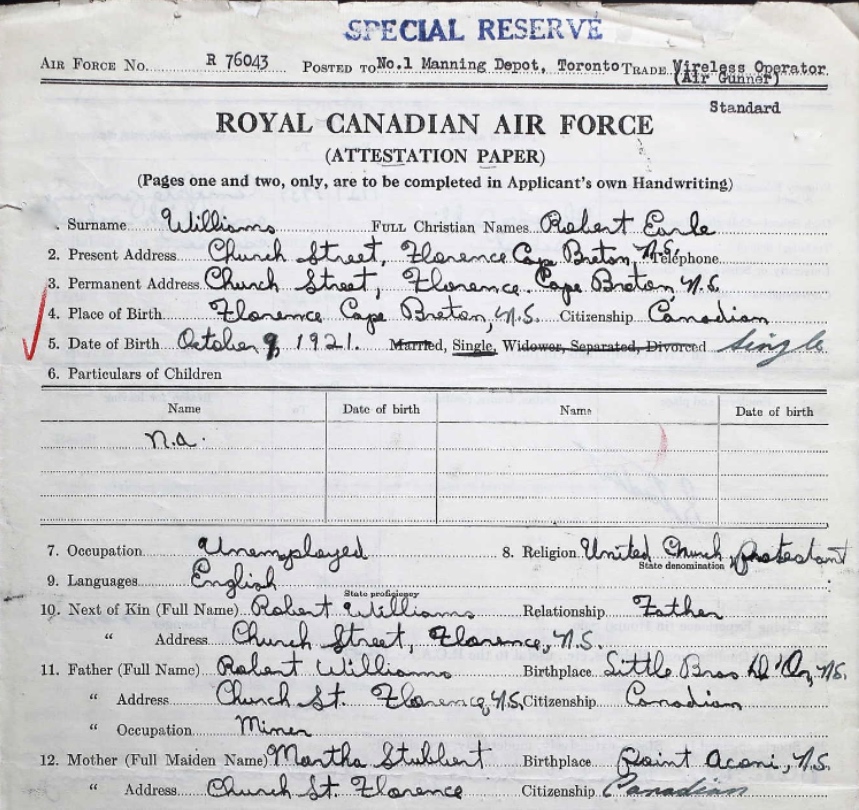 SPECIAL RESERVE
AIR FORCE No. R 76043 POSTED TO No.1 Manning Depot, Toronto TRADE Wireless Operator
(Air Gunner)
Standard
ROYAL CANADIAN AIR FORCE
(ATTESTATION PAPER)
(Pages one and two, only, are to be completed in Applicant's own Handwriting)
. Surname Williams FULL Christian Names Robert Earle
2. Present Address Church Street, Florence Cape Breton, N.S. Telephone
3. Permanent Address Church Street, Florence. Cape Breton, N.S.
4. Place of Birth Florence Cape Breton, N.S. Citizenship Canadian
5. Date of Birth October 9, 1921. Married, Single, Widower, Separated, Divorced Single
6. Particulars of Children
Name Date of birth Name Date of birth
n.a.
7. Occupation Unemployed 8. Religion United Church, protestant
State denomination
9. Languages English
State proficiency
10. Next of Kin (Full Name) Robert Williams Relationship Father
" Address Church Street, Florence, N.S.
11. Father (Full Name) Robert Williams Birthplace Little Bras D'Or, N.S.
" Address Church St. Florence, N.S. Citizenship Canadian
" Occupation Miner
12. Mother (Full Maiden Name) Martha Stubbert Birthplace Point Aconi, N.S.
" Address Church St. Florence Citizenship Canadian